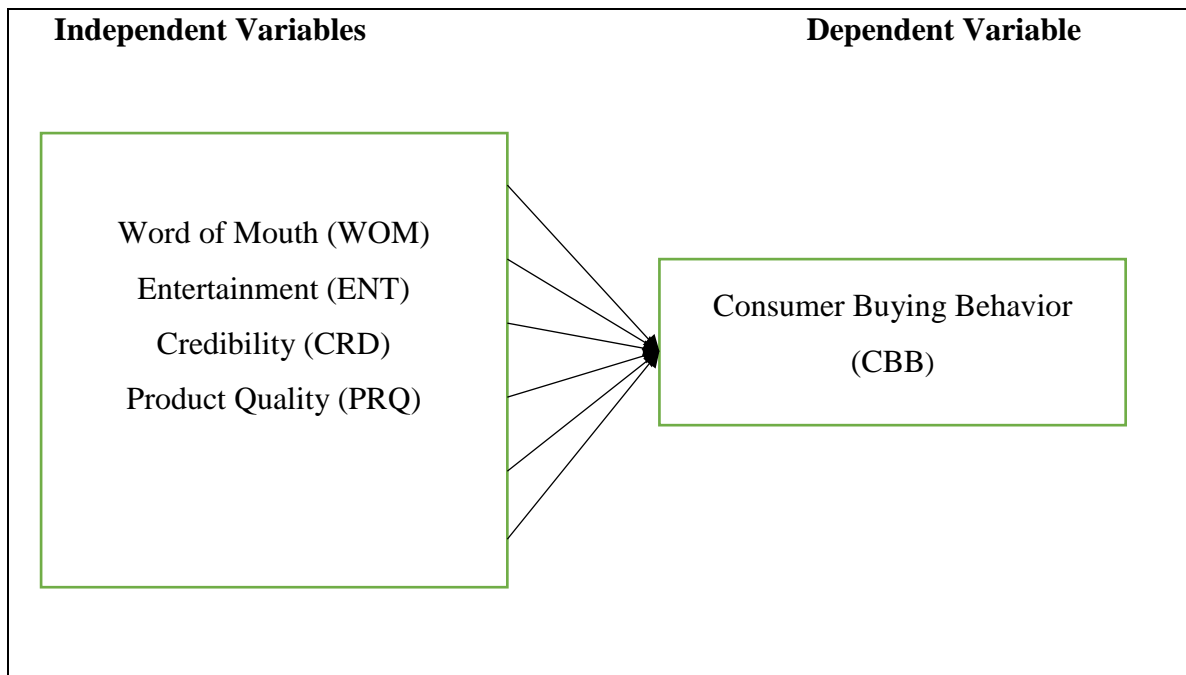 Independent Variables
Dependent Variable
Word of Mouth (WOM)
Entertainment (ENT)
Credibility (CRD)
Product Quality (PRQ)
Consumer Buying Behavior
(CBB)